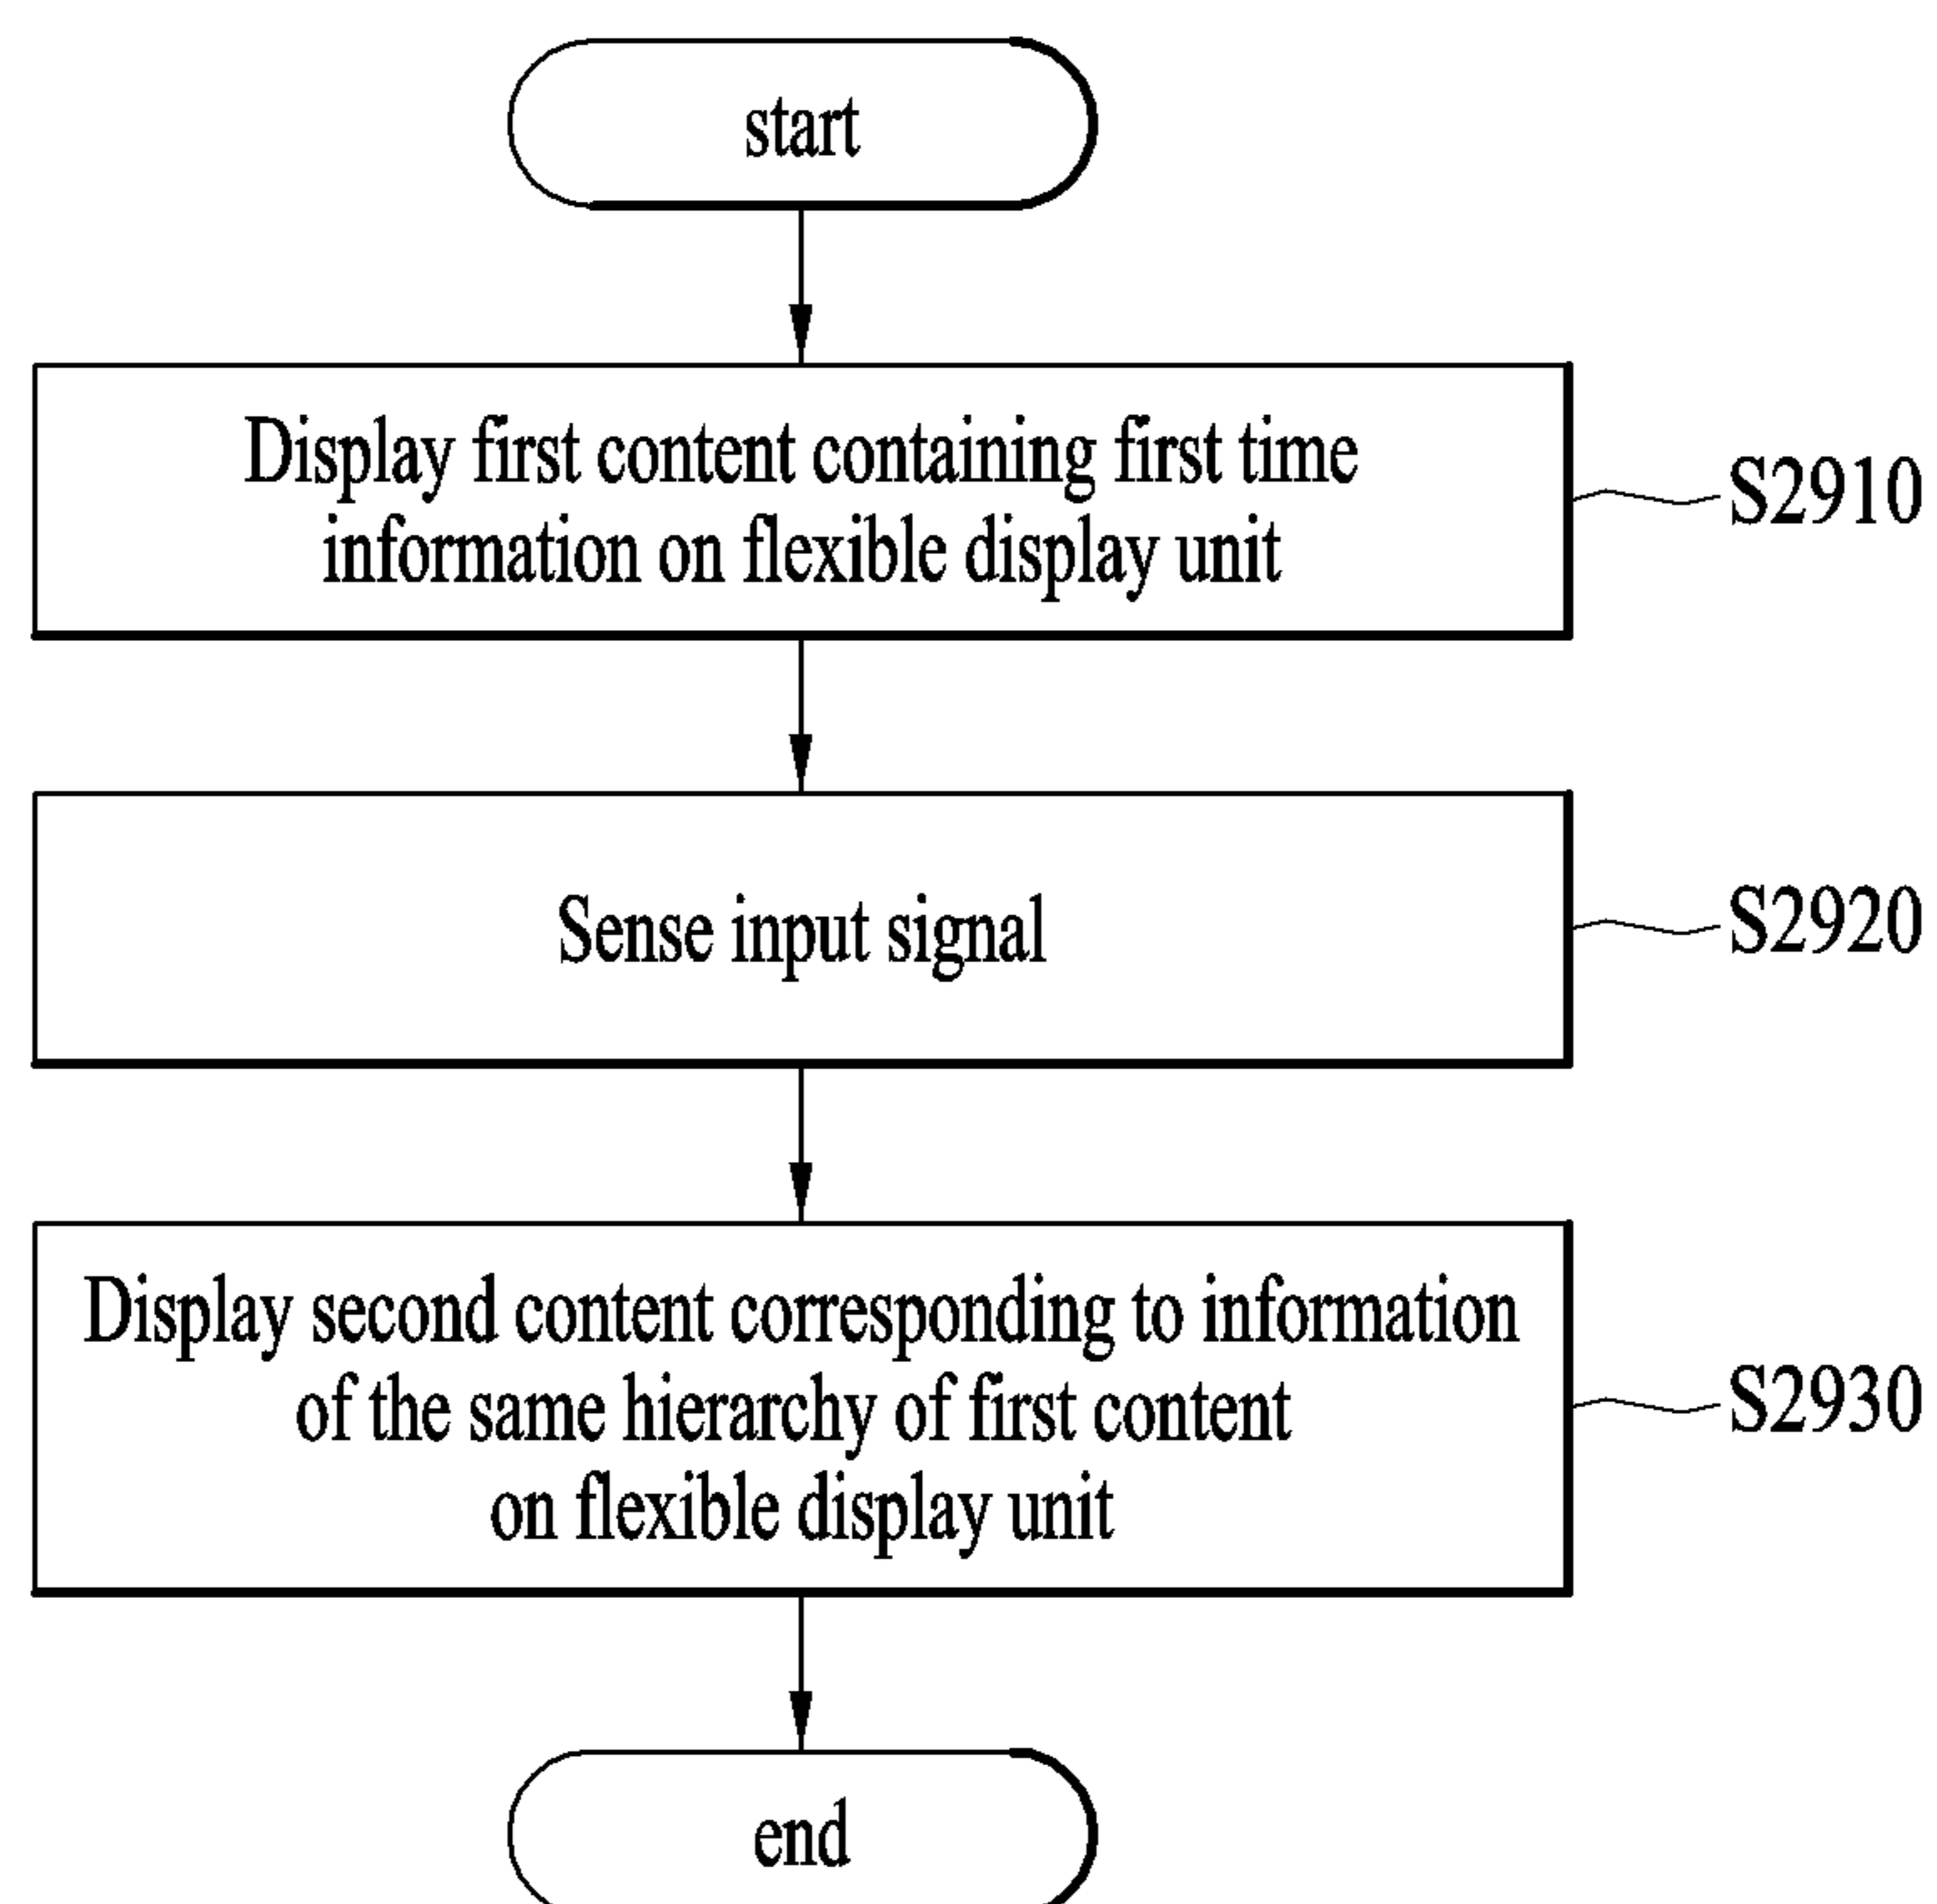 start
Display first content containing first time
information on flexible display unit
S2910
Sense input signal
S2920
Display second content corresponding to information
of the same hierarchy of first content
on flexible display unit
S2930
end